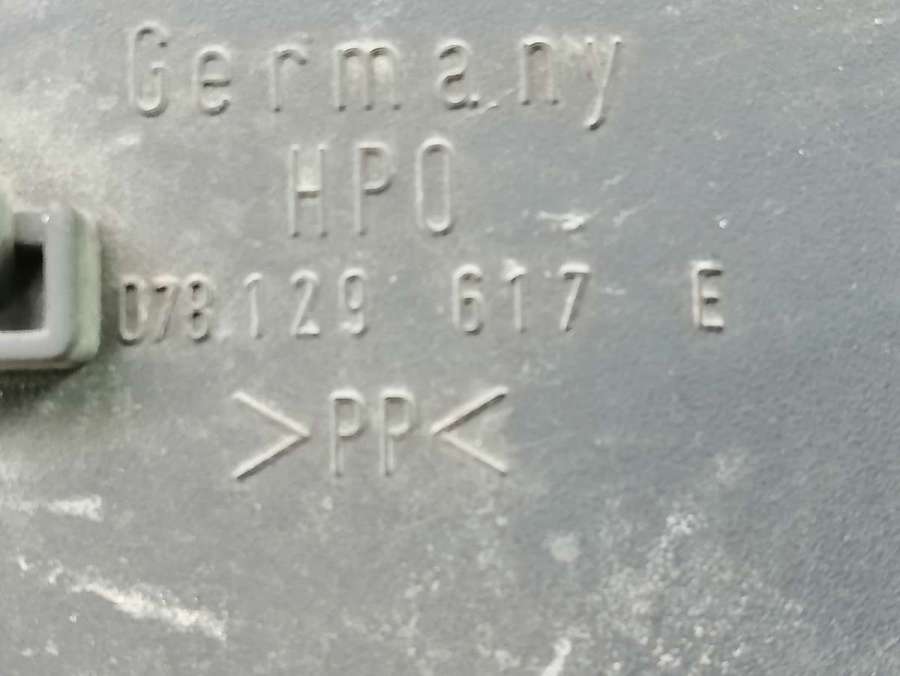 Germany
HPO
078 129 617 E
>PP<